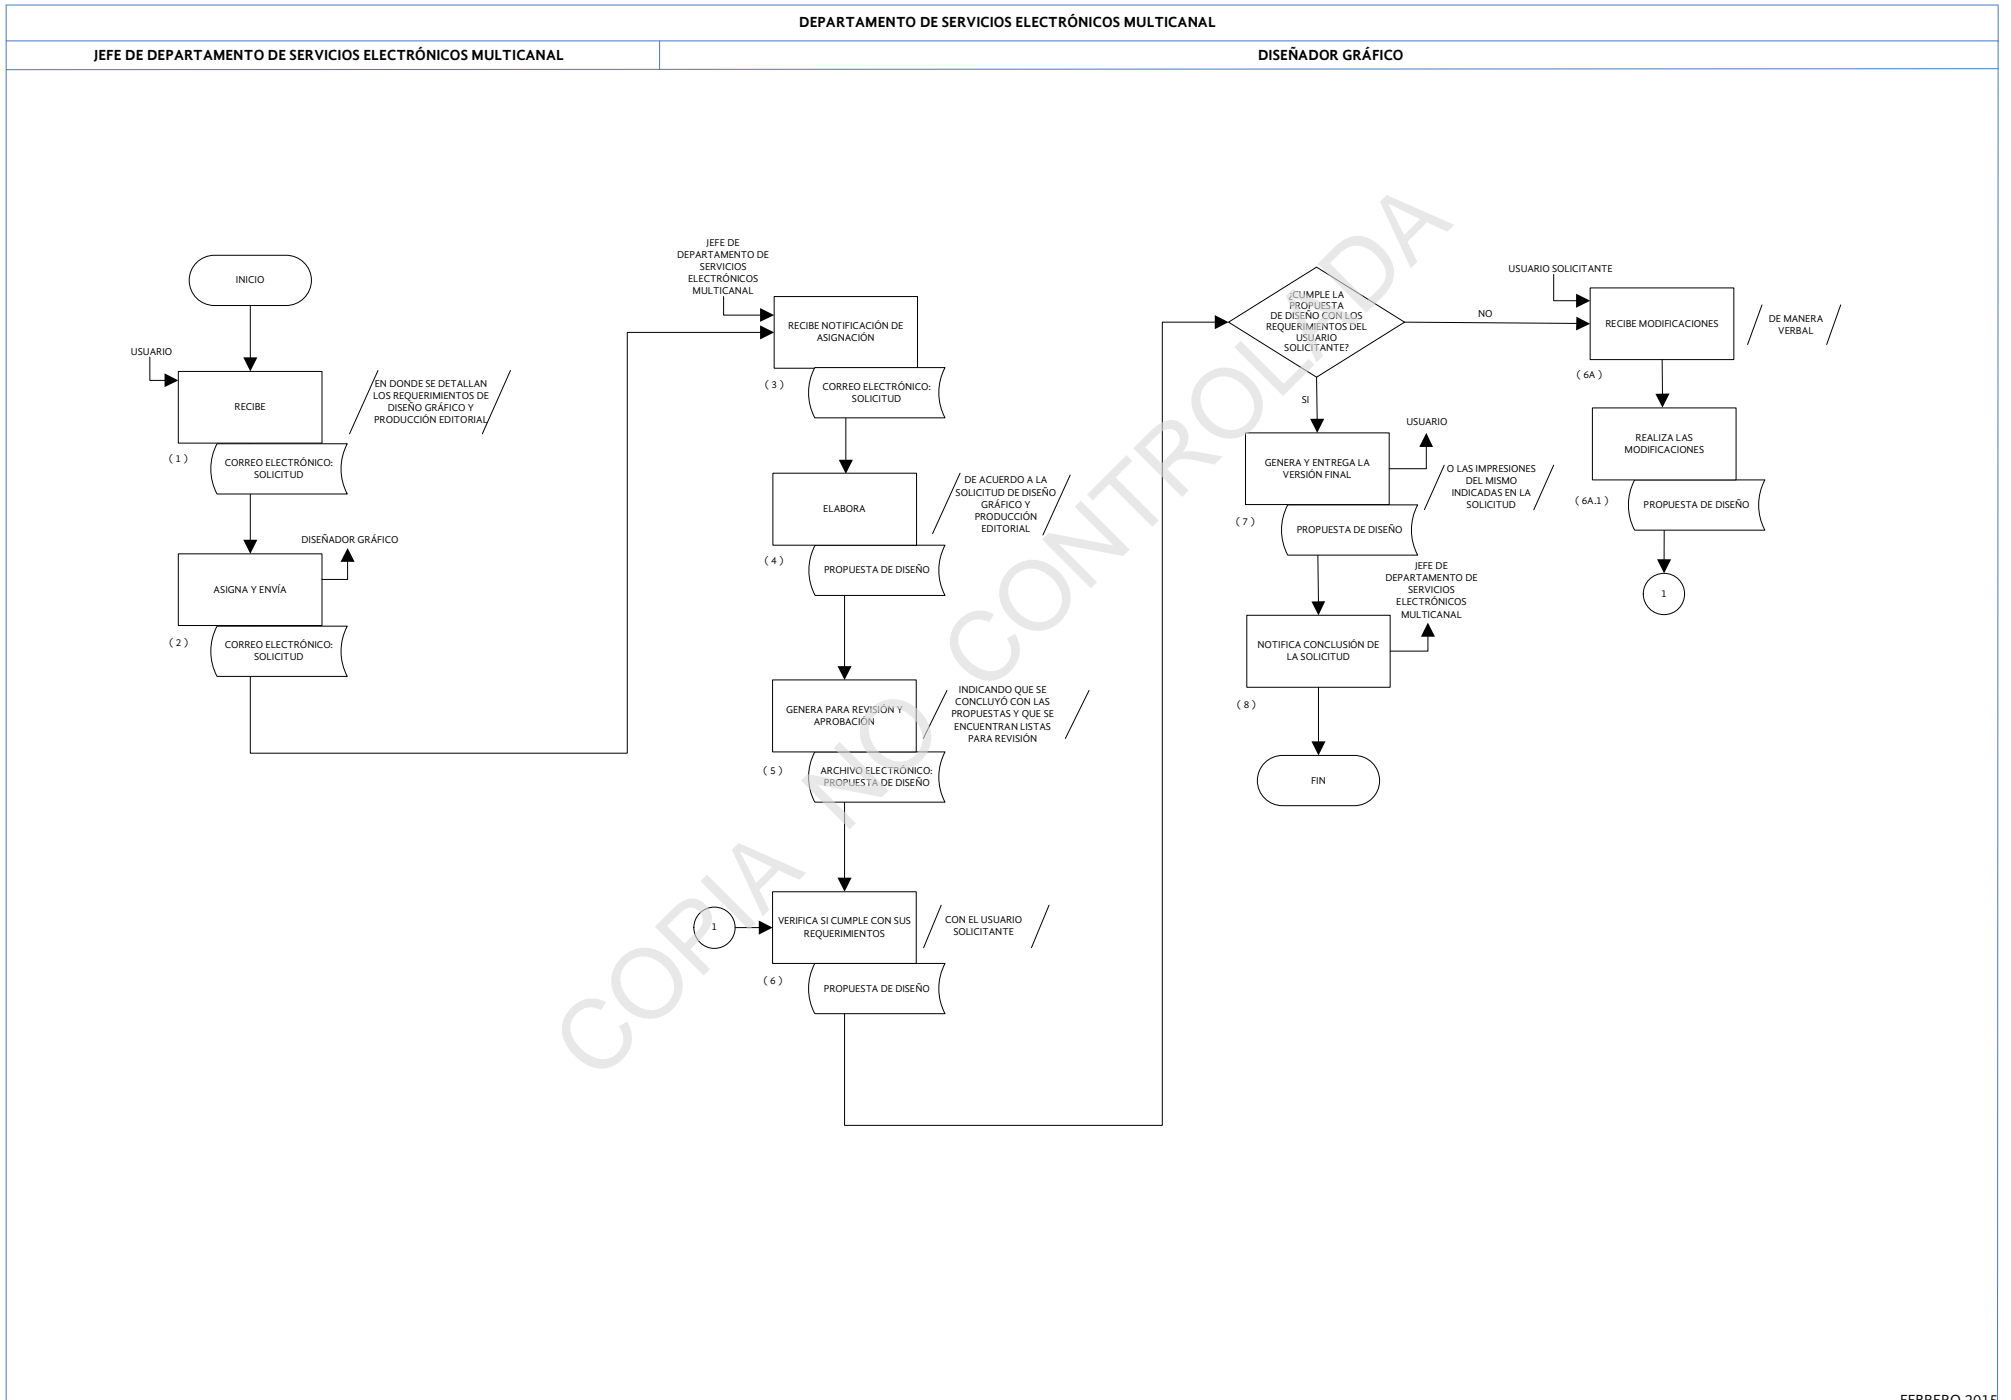 DEPARTAMENTO DE SERVICIOS ELECTRÓNICOS MULTICANAL
JEFE DE DEPARTAMENTO DE SERVICIOS ELECTRÓNICOS MULTICANAL
DISEÑADOR GRÁFICO
INICIO
USUARIO
RECIBE
EN DONDE SE DETALLAN
LOS REQUERIMIENTOS DE
DISEÑO GRÁFICO Y
PRODUCCIÓN EDITORIAL
( 1 )
CORREO ELECTRÓNICO:
SOLICITUD
DISEÑADOR GRÁFICO
ASIGNA Y ENVÍA
( 2 )
CORREO ELECTRÓNICO:
SOLICITUD
JEFE DE
DEPARTAMENTO DE
SERVICIOS
ELECTRÓNICOS
MULTICANAL
RECIBE NOTIFICACIÓN DE
ASIGNACIÓN
( 3 )
CORREO ELECTRÓNICO:
SOLICITUD
ELABORA
DE ACUERDO A LA
SOLICITUD DE DISEÑO
GRÁFICO Y
PRODUCCIÓN
EDITORIAL
( 4 )
PROPUESTA DE DISEÑO
GENERA PARA REVISIÓN Y
APROBACIÓN
INDICANDO QUE SE
CONCLUYÓ CON LAS
PROPUESTAS Y QUE SE
ENCUENTRAN LISTAS
PARA REVISIÓN
( 5 )
ARCHIVO ELECTRÓNICO:
PROPUESTA DE DISEÑO
1
VERIFICA SI CUMPLE CON SUS
REQUERIMIENTOS
CON EL USUARIO
SOLICITANTE
( 6 )
PROPUESTA DE DISEÑO
¿CUMPLE LA
PROPUESTA
DE DISEÑO CON LOS
REQUERIMIENTOS DEL
USUARIO
SOLICITANTE?
NO
SI
USUARIO
GENERA Y ENTREGA LA
VERSIÓN FINAL
O LAS IMPRESIONES
DEL MISMO
INDICADAS EN LA
SOLICITUD
( 7 )
PROPUESTA DE DISEÑO
JEFE DE
DEPARTAMENTO DE
SERVICIOS
ELECTRÓNICOS
MULTICANAL
NOTIFICA CONCLUSIÓN DE
LA SOLICITUD
( 8 )
FIN
USUARIO SOLICITANTE
RECIBE MODIFICACIONES
DE MANERA
VERBAL
( 6A )
REALIZA LAS
MODIFICACIONES
( 6A.1 )
PROPUESTA DE DISEÑO
1
COPIA NO CONTROLADA
FEBRERO 2015